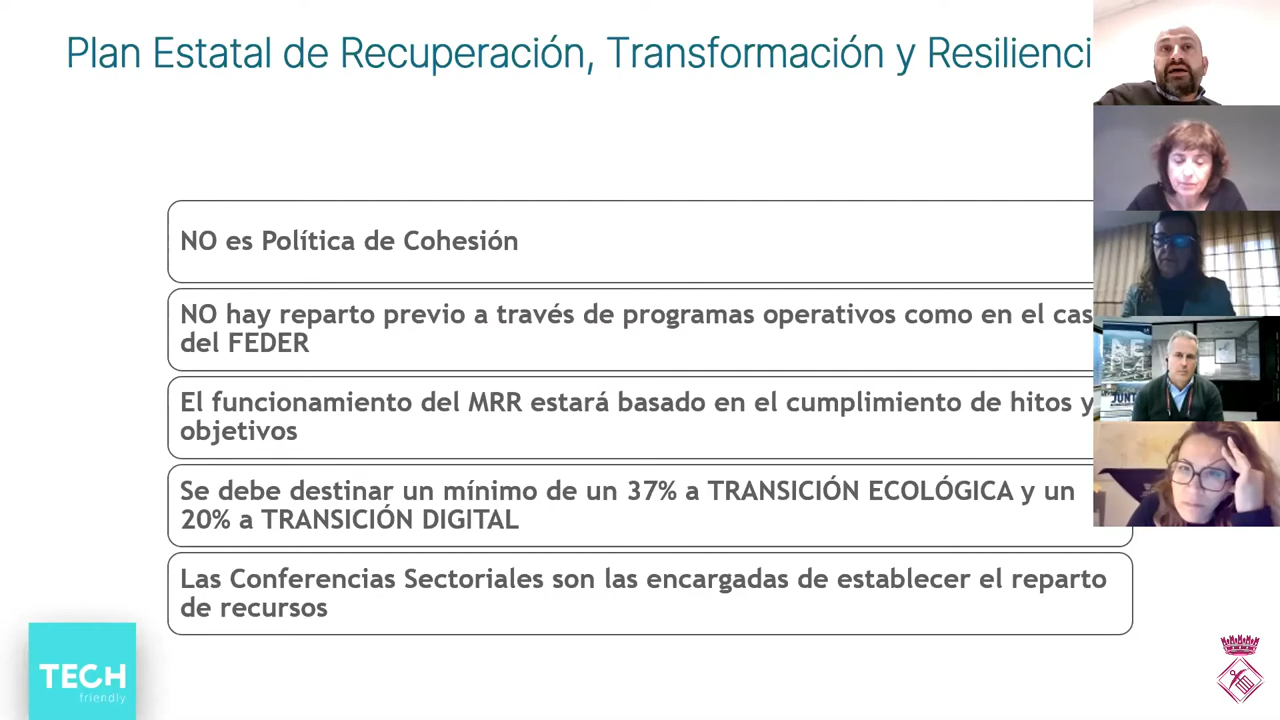 Plan Estatal de Recuperación, Transformación y Resilienci
NO es Política de Cohesión
NO hay reparto previo a través de programas operativos como en el cas
del FEDER
El funcionamiento del MRR estará basado en el cumplimiento de hitos y
objetivos
Se debe destinar un mínimo de un 37% a TRANSICIÓN ECOLÓGICA y un
20% a TRANSICIÓN DIGITAL
Las Conferencias Sectoriales son las encargadas de establecer el reparto
de recursos
TECH
friendly